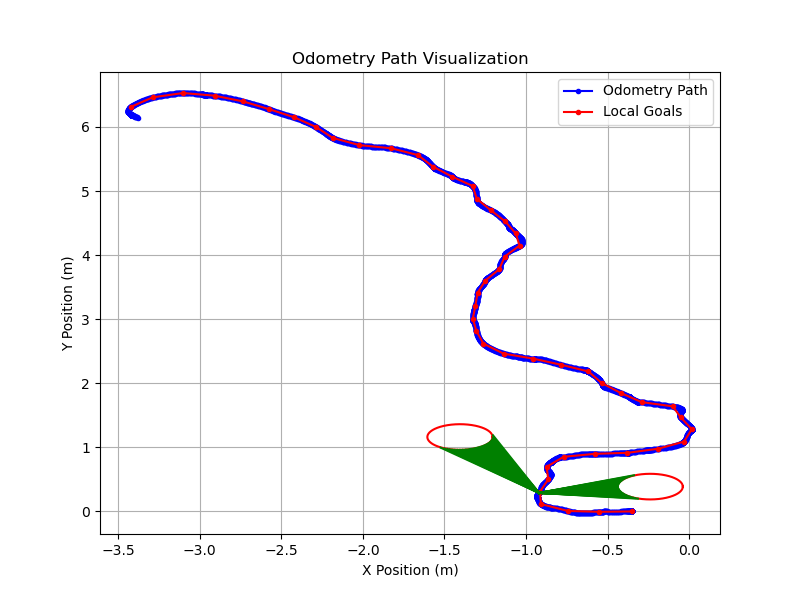 Odometry Path Visualization
Odometry Path
Local Goals
Y Position (m)
6
5
4
3
2
1
0
−3.5 −3.0 −2.5 −2.0 −1.5 −1.0 −0.5 0.0
X Position (m)